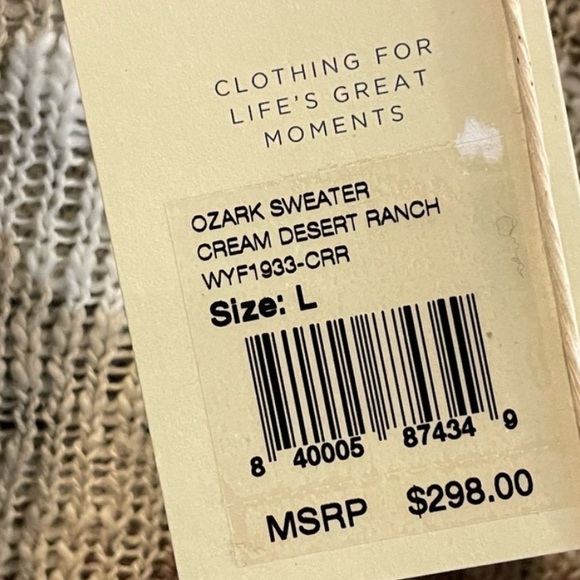 CLOTHING FOR
LIFE'S GREAT
MOMENTS
OZARK SWEATER
CREAM DESERT RANCH
WYF1933-CRR
Size: L
8 40005 87434 9
MSRP $298.00